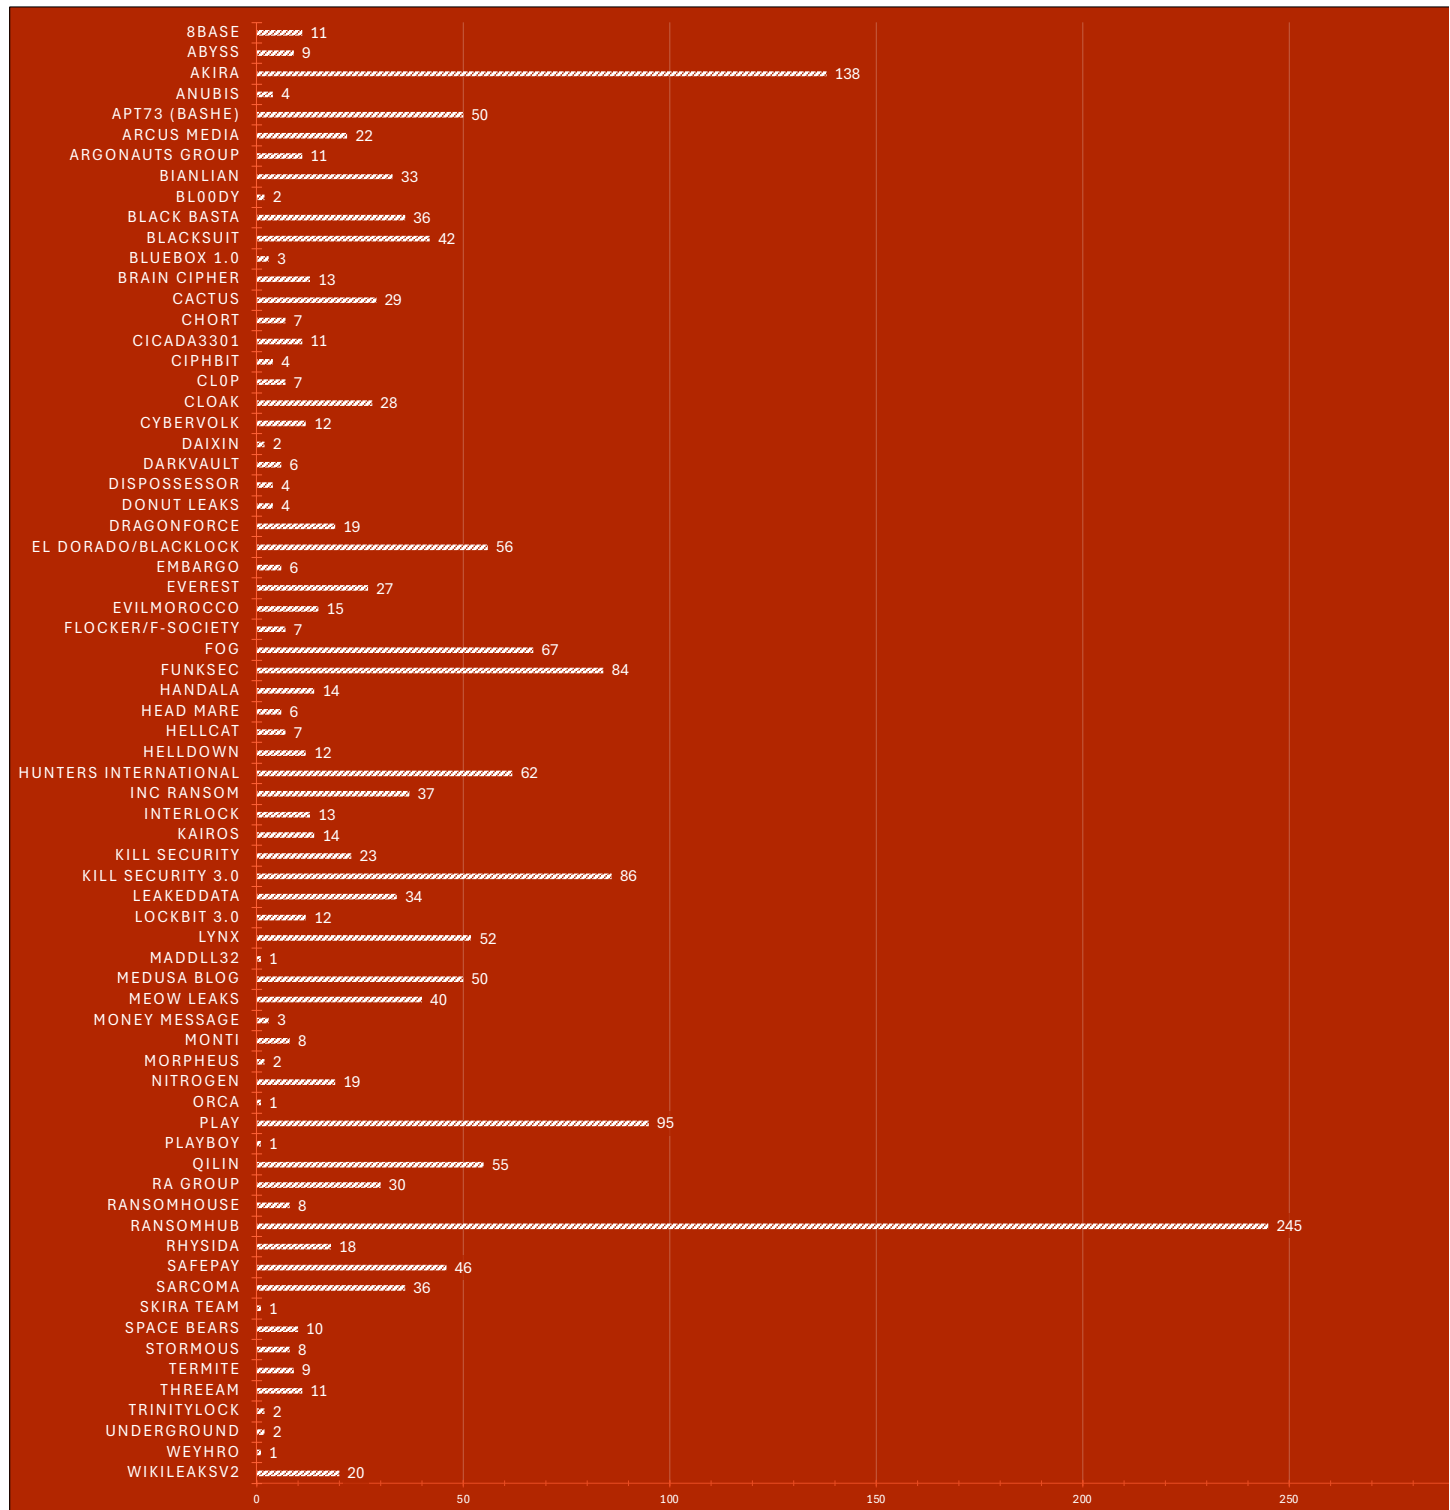 8BASE 11
ABYSS 9
AKIRA 138
ANUBIS 4
APT73 (BASHE) 50
ARCUS MEDIA 22
ARGONAUTS GROUP 11
BIANLIAN 33
BL00DY 2
BLACK BASTA 36
BLACKSUIT 42
BLUEBOX 1.0 3
BRAIN CIPHER 13
CACTUS 29
CHORT 7
CICADA3301 11
CIPHBIT 4
CL0P 7
CLOAK 28
CYBERVOLK 12
DAIXIN 2
DARKVAULT 6
DISPOSSESSOR 4
DONUT LEAKS 4
DRAGONFORCE 19
EL DORADO/BLACKLOCK 56
EMBARGO 6
EVEREST 27
EVILMOROCCO 15
FLOCKER/F-SOCIETY 7
FOG 67
FUNKSEC 84
HANDALA 14
HEAD MARE 6
HELLCAT 7
HELLDOWN 12
HUNTERS INTERNATIONAL 62
INC RANSOM 37
INTERLOCK 13
KAIROS 14
KILL SECURITY 23
KILL SECURITY 3.0 86
LEAKEDDATA 34
LOCKBIT 3.0 12
LYNX 52
MADDLL32 1
MEDUSA BLOG 50
MEOW LEAKS 40
MONEY MESSAGE 3
MONTI 8
MORPHEUS 2
NITROGEN 19
ORCA 1
PLAY 95
PLAYBOY 1
QILIN 55
RA GROUP 30
RANSOMHOUSE 8
RANSOMHUB 245
RHYSIDA 18
SAFEPAY 46
SARCOMA 36
SKIRA TEAM 1
SPACE BEARS 10
STORMOUS 8
TERMITE 9
THREEAM 11
TRINITYLOCK 2
UNDERGROUND 2
WEYHRO 1
WIKILEAKSV2 20
0 50 100 150 200 250